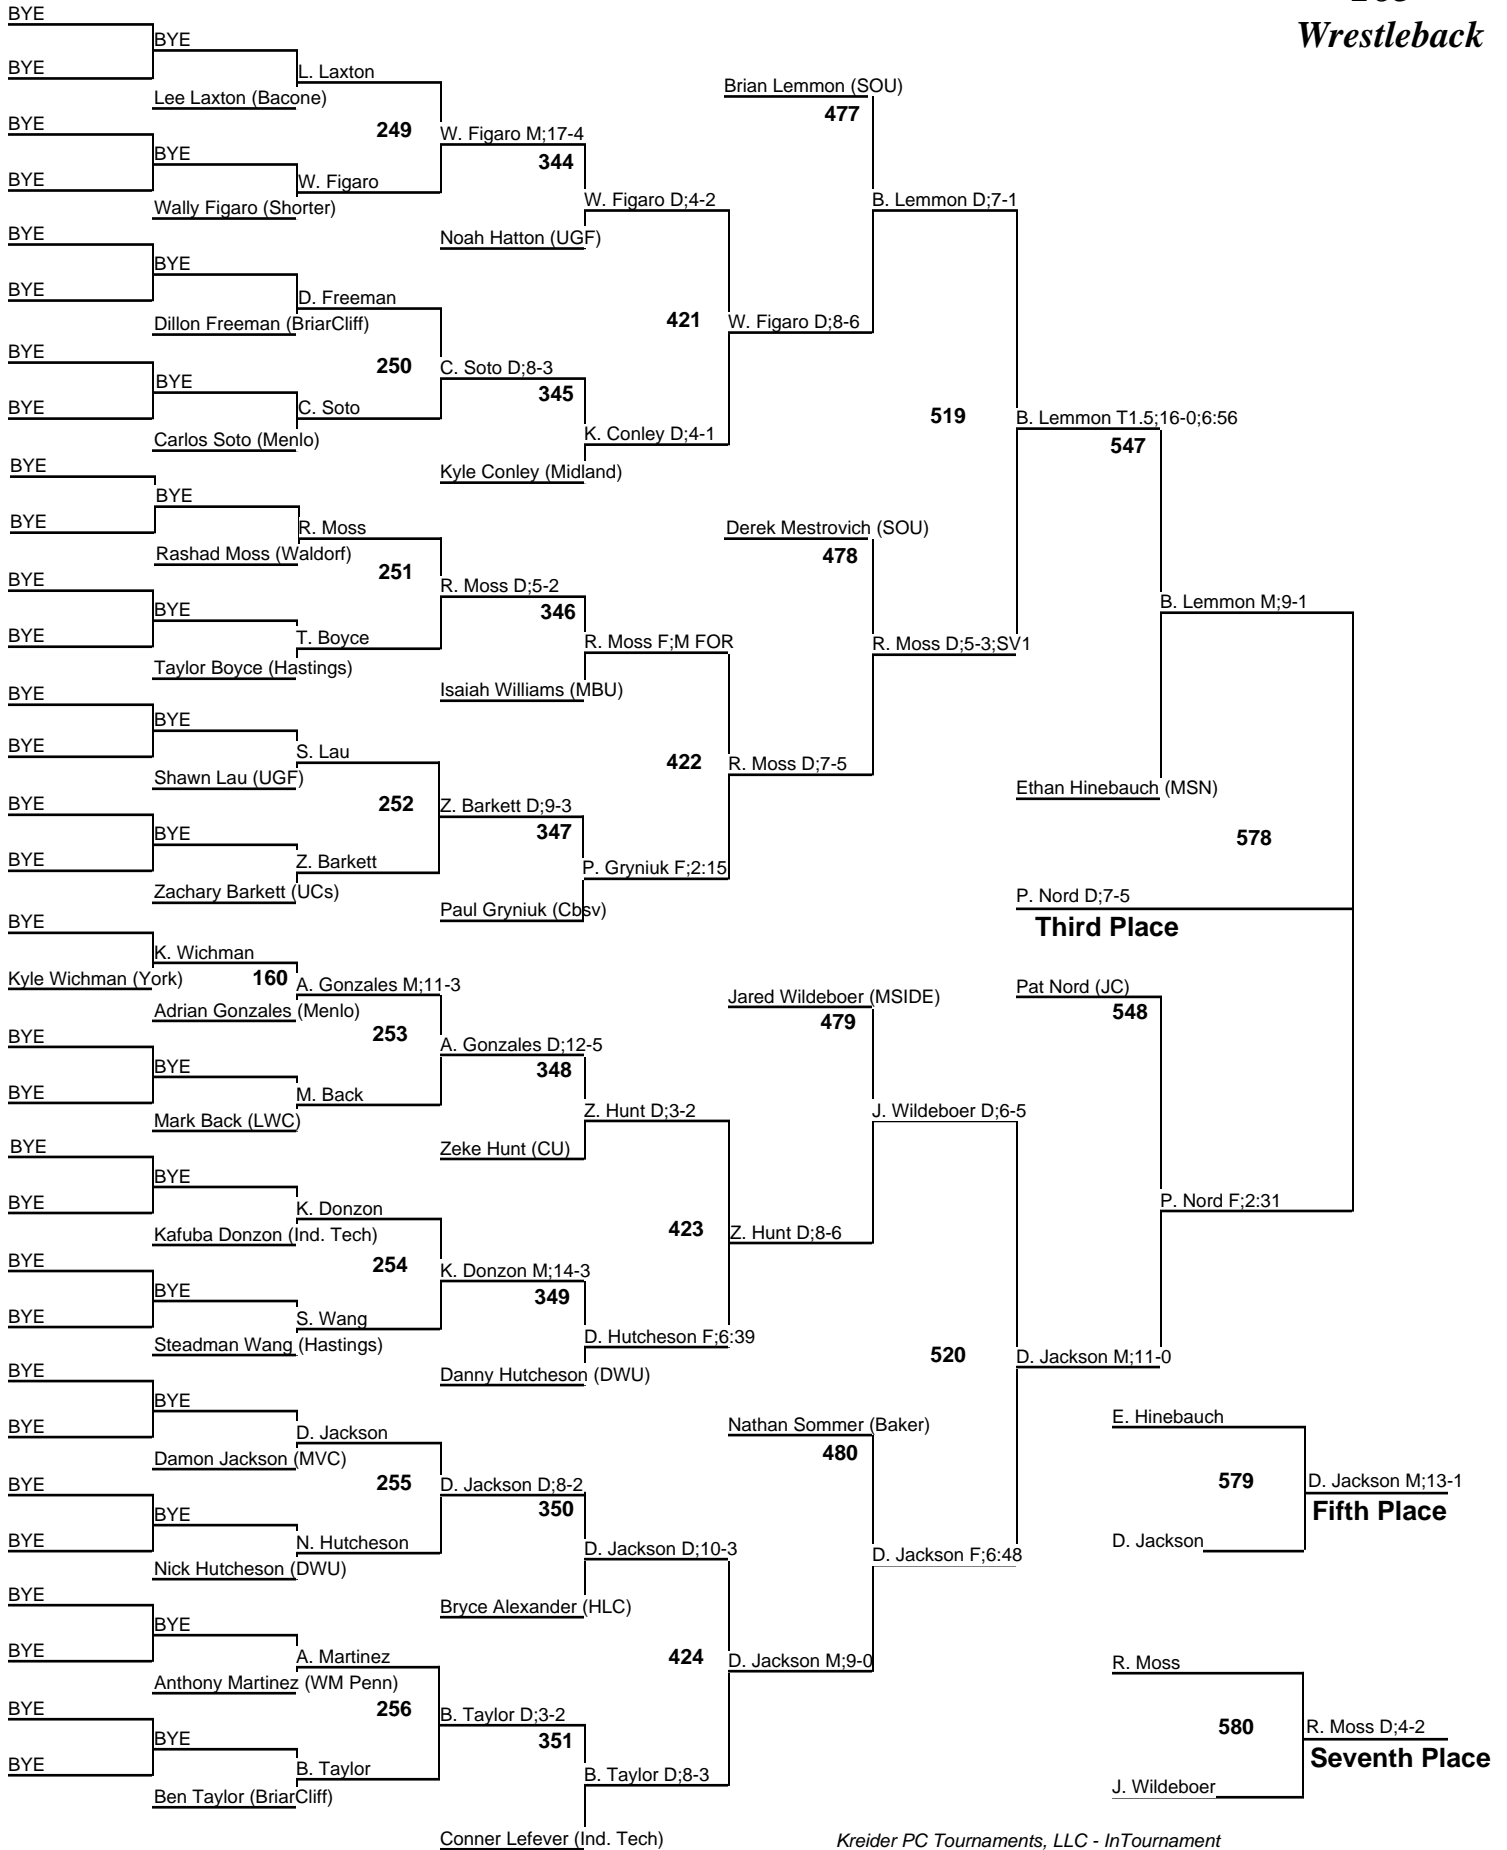 Wrestleback
BYE
BYE
BYE
L. Laxton
Lee Laxton (Bacone)
249
BYE
BYE
BYE
W. Figaro
Wally Figaro (Shorter)
W. Figaro M;17-4
344
Noah Hatton (UGF)
W. Figaro D;4-2
BYE
BYE
BYE
D. Freeman
Dillon Freeman (BriarCliff)
250
BYE
BYE
BYE
C. Soto
Carlos Soto (Menlo)
C. Soto D;8-3
345
Kyle Conley (Midland)
K. Conley D;4-1
421
W. Figaro D;8-6
Brian Lemmon (SOU)
477
B. Lemmon D;7-1
BYE
BYE
BYE
R. Moss
Rashad Moss (Waldorf)
251
BYE
BYE
BYE
T. Boyce
Taylor Boyce (Hastings)
R. Moss D;5-2
346
Isaiah Williams (MBU)
R. Moss F;M FOR
BYE
BYE
BYE
S. Lau
Shawn Lau (UGF)
252
BYE
BYE
BYE
Z. Barkett
Zachary Barkett (UCs)
Z. Barkett D;9-3
347
Paul Gryniuk (Cbsv)
P. Gryniuk F;2:15
422
R. Moss D;7-5
Derek Mestrovich (SOU)
478
R. Moss D;5-3;SV1
519
B. Lemmon T1.5;16-0;6:56
547
Ethan Hinebauch (MSN)
B. Lemmon M;9-1
578
P. Nord D;7-5
Third Place
BYE
Kyle Wichman (York)
K. Wichman
160
Adrian Gonzales (Menlo)
A. Gonzales M;11-3
253
BYE
BYE
BYE
M. Back
Mark Back (LWC)
A. Gonzales D;12-5
348
Zeke Hunt (CU)
Z. Hunt D;3-2
BYE
BYE
BYE
K. Donzon
Kafuba Donzon (Ind. Tech)
254
BYE
BYE
BYE
S. Wang
Steadman Wang (Hastings)
K. Donzon M;14-3
349
Danny Hutcheson (DWU)
D. Hutcheson F;6:39
423
Z. Hunt D;8-6
Jared Wildeboer (MSIDE)
479
J. Wildeboer D;6-5
BYE
BYE
BYE
D. Jackson
Damon Jackson (MVC)
255
BYE
BYE
BYE
N. Hutcheson
Nick Hutcheson (DWU)
D. Jackson D;8-2
350
Bryce Alexander (HLC)
D. Jackson D;10-3
BYE
BYE
BYE
A. Martinez
Anthony Martinez (WM Penn)
256
BYE
BYE
BYE
B. Taylor
Ben Taylor (BriarCliff)
B. Taylor D;3-2
351
Conner Lefever (Ind. Tech)
B. Taylor D;8-3
424
D. Jackson M;9-0
Nathan Sommer (Baker)
480
D. Jackson F;6:48
520
D. Jackson M;11-0
Pat Nord (JC)
548
P. Nord F;2:31
E. Hinebauch
579
D. Jackson
D. Jackson M;13-1
Fifth Place
R. Moss
580
J. Wildeboer
R. Moss D;4-2
Seventh Place
Kreider PC Tournaments, LLC - InTournament